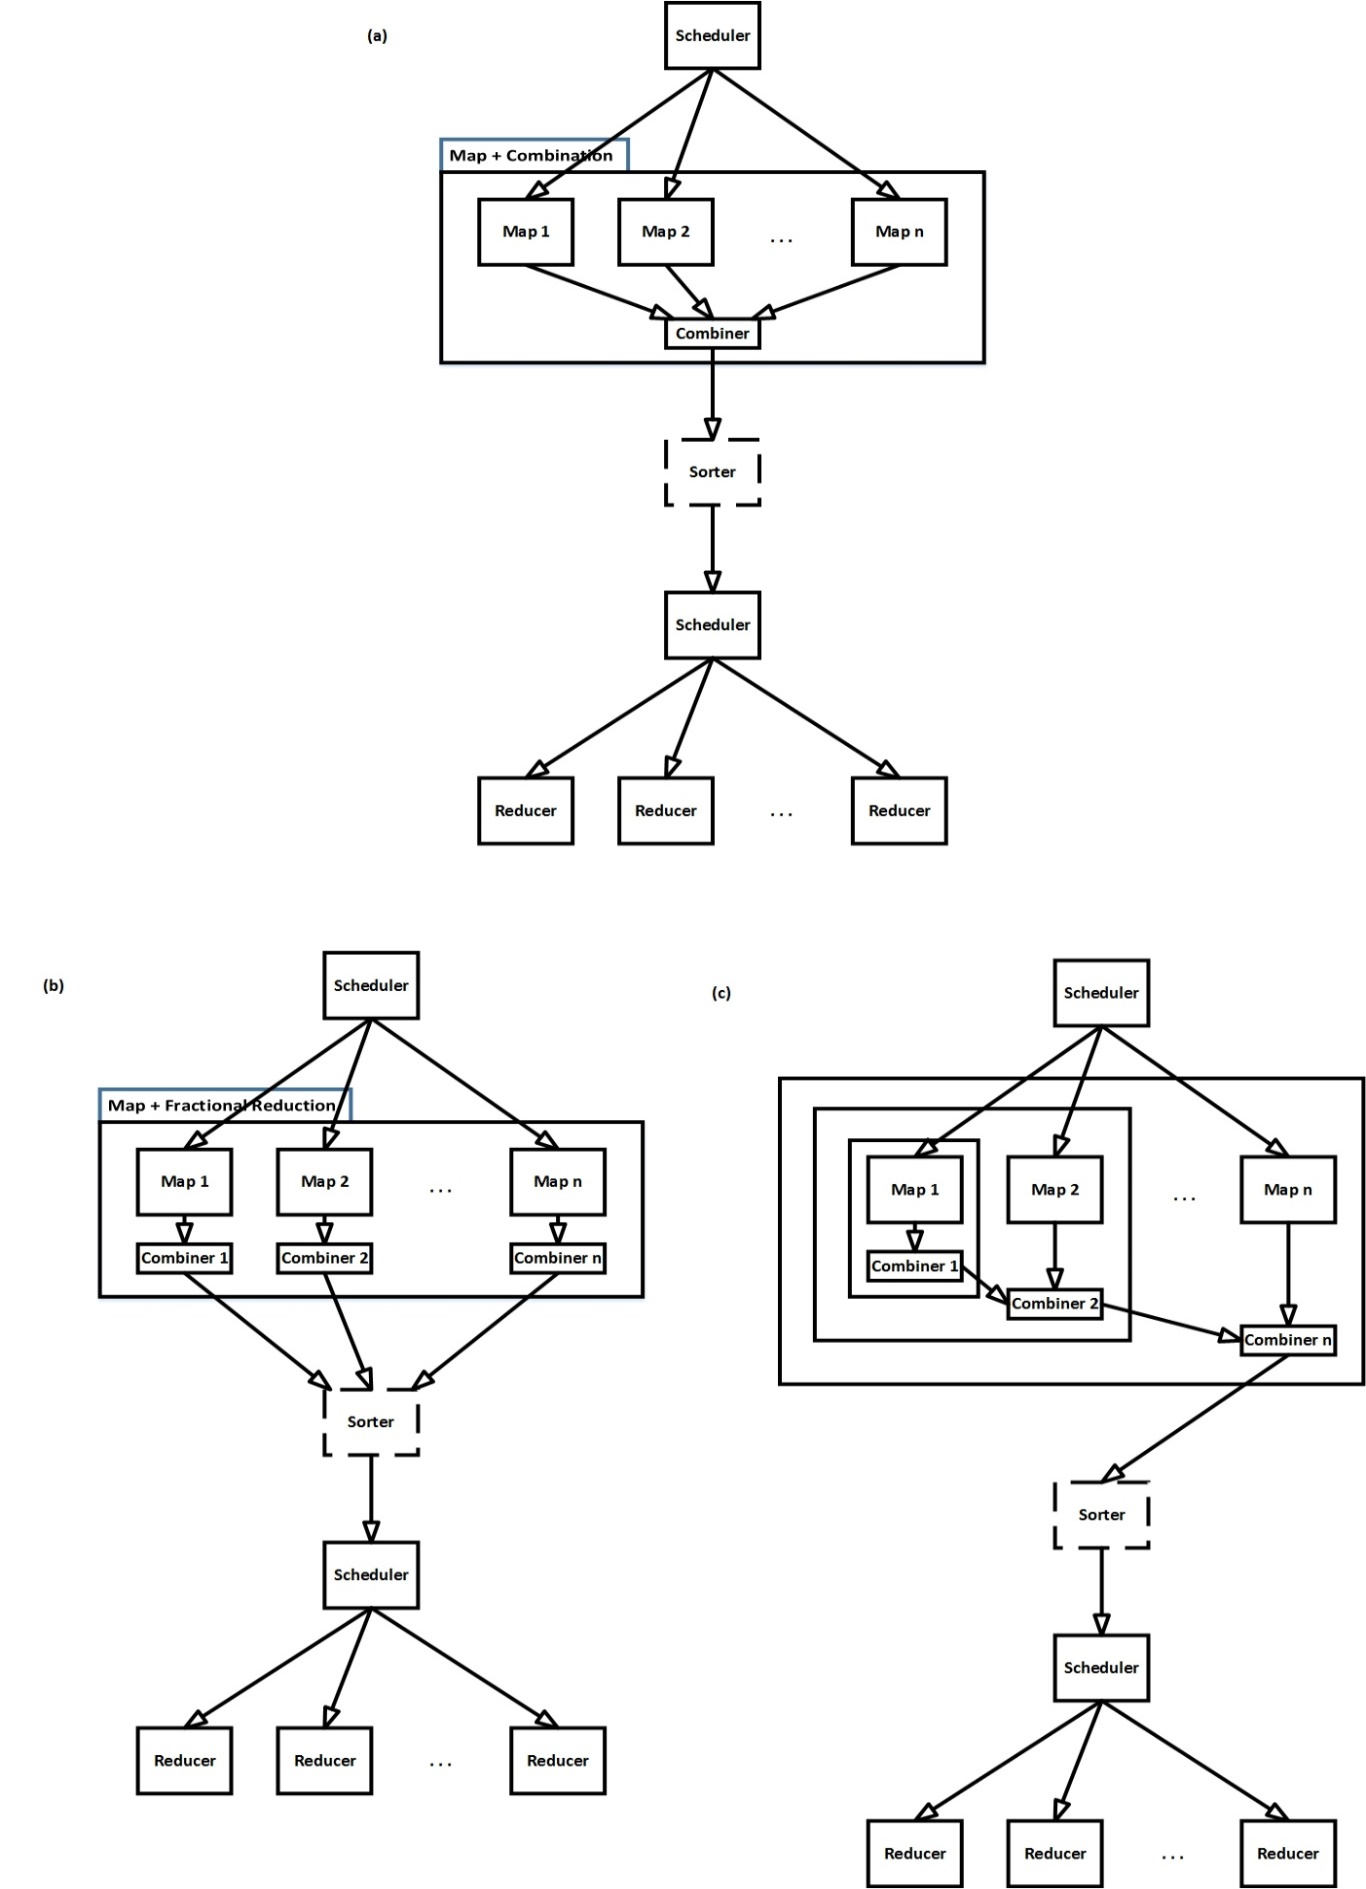 (a)
Scheduler
Map + Combination
Map 1
Map 2
...
Map n
Combiner
Sorter
Scheduler
Reducer
Reducer
...
Reducer
(b)
Scheduler
Map + Fractional Reduction
Map 1
Map 2
...
Map n
Combiner 1
Combiner 2
Combiner n
Sorter
Scheduler
Reducer
Reducer
...
Reducer
(c)
Scheduler
Map 1
Map 2
...
Map n
Combiner 1
Combiner 2
Combiner n
Sorter
Scheduler
Reducer
Reducer
...
Reducer